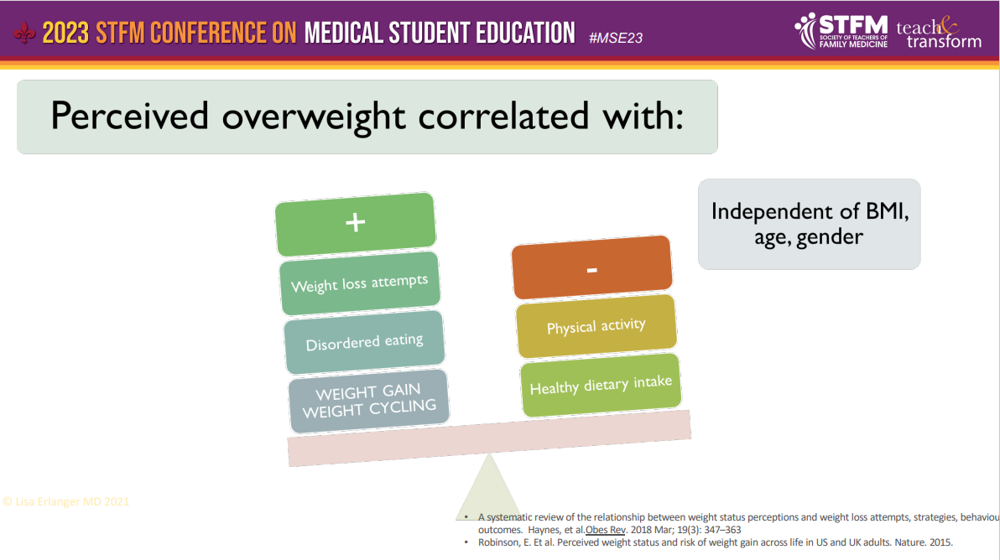 2023 STFM CONFERENCE ON MEDICAL STUDENT EDUCATION #MSE23
STFM
SOCIETY OF TEACHERS OF
FAMILY MEDICINE
teach&
transform
Perceived overweight correlated with:
Independent of BMI,
age, gender
+
Weight loss attempts
Disordered eating
WEIGHT GAIN
WEIGHT CYCLING
-
Physical activity
Healthy dietary intake
© Lisa Erlanger MD 2021
• A systematic review of the relationship between weight status perceptions and weight loss attempts, strategies, behaviou
outcomes. Haynes, et al.Obes Rev. 2018 Mar; 19(3): 347–363
• Robinson, E. Et al. Perceived weight status and risk of weight gain across life in US and UK adults. Nature. 2015.